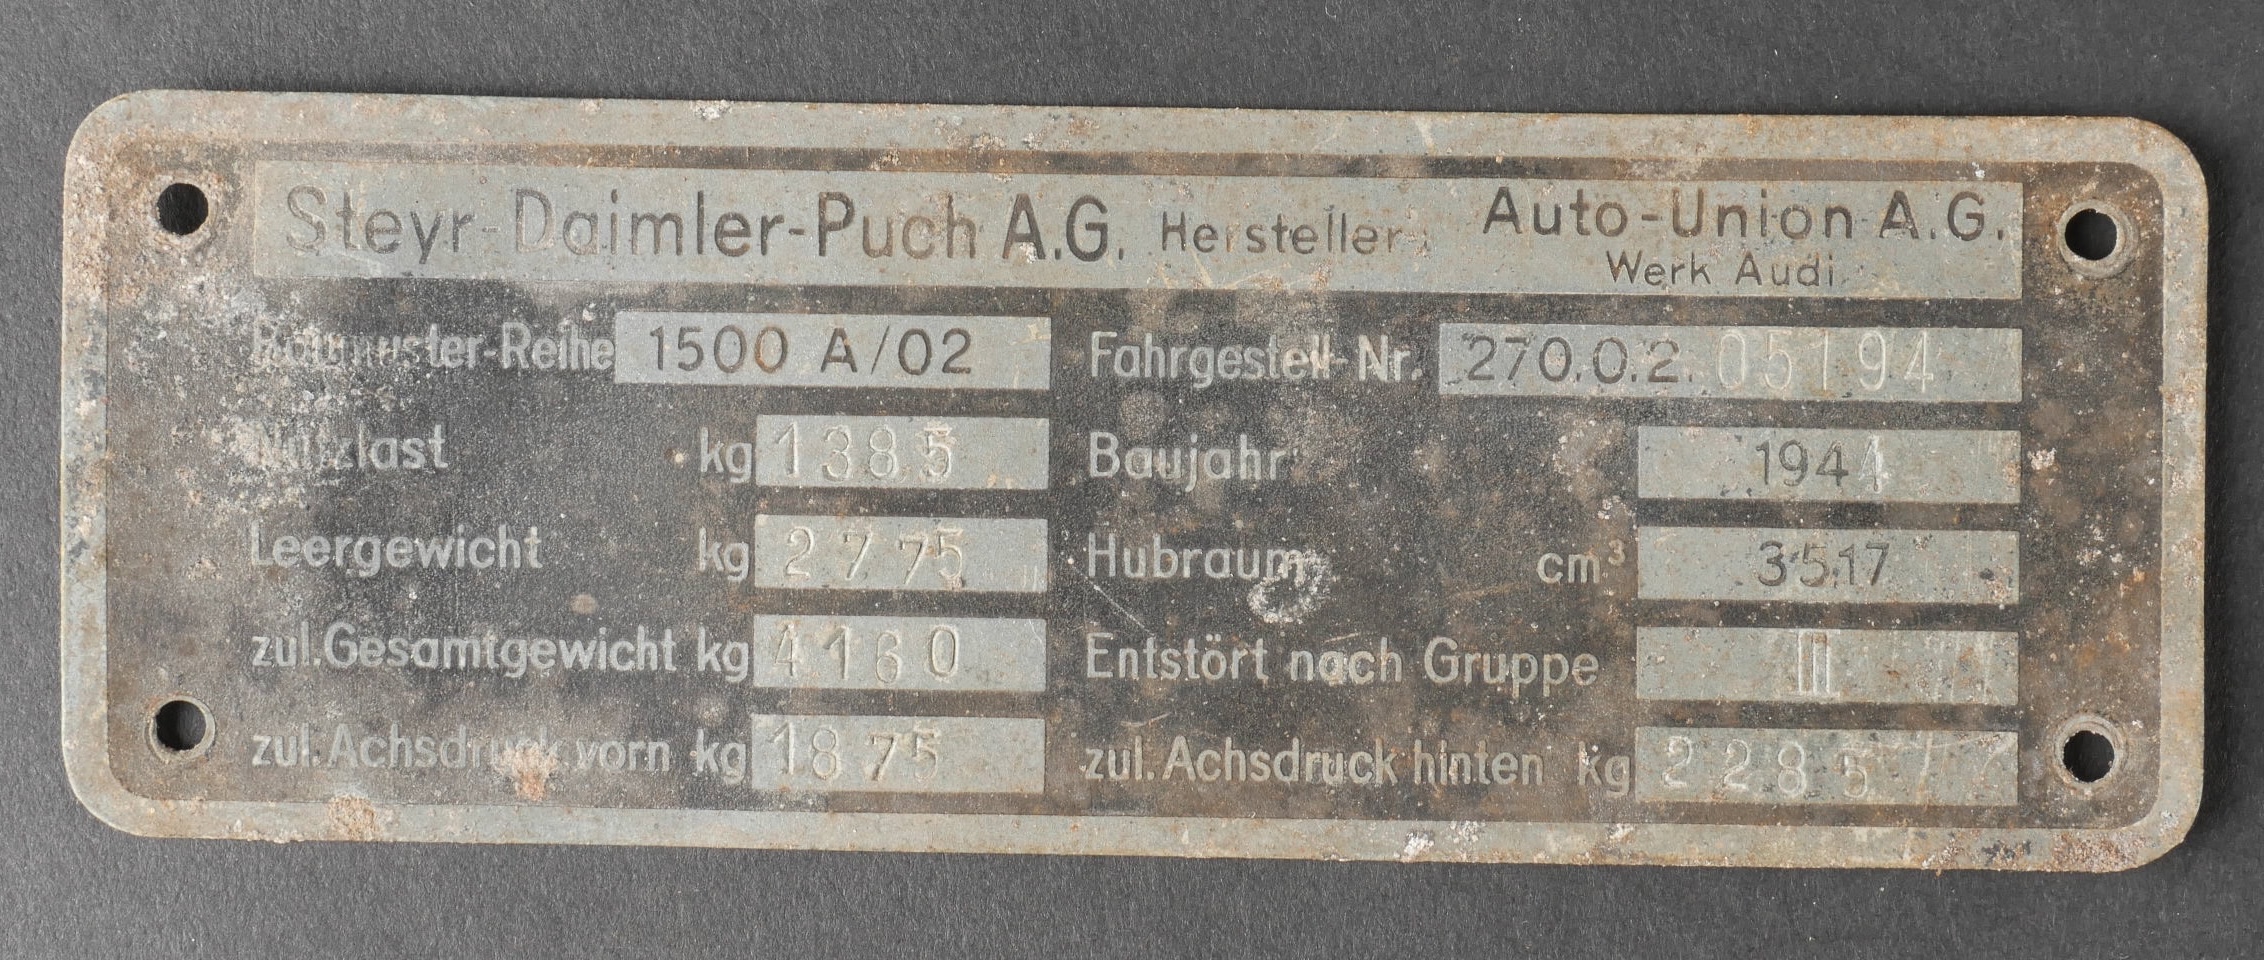 Steyr-Daimler-Puch A.G. Hersteller: Auto-Union A.G.
Werk Audi
Baumuster-Reihe 1500 A/02 Fahrgestell-Nr. 270.0.2. 05194
Nutzlast kg 1385 Baujahr 1944
Leergewicht kg 2775 Hubraum cm³ 3517
zul. Gesamtgewicht kg 4160 Entstört nach Gruppe II
zul. Achsdruck vorn kg 1875 zul. Achsdruck hinten kg 2285